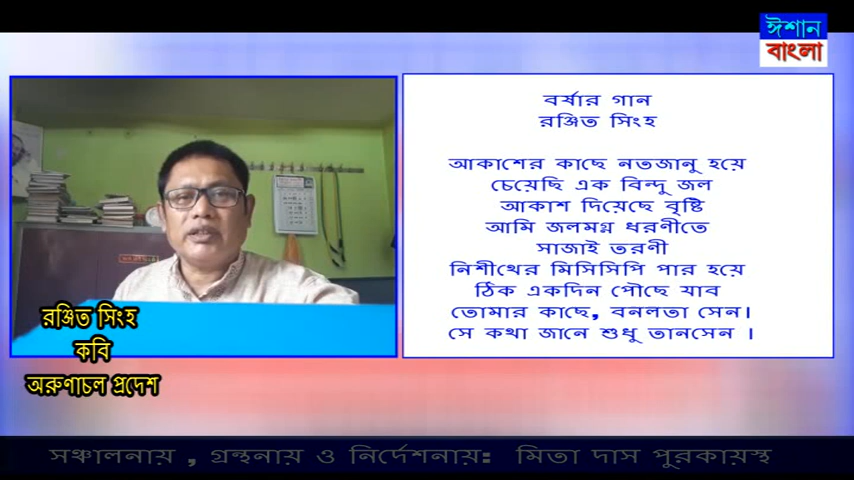 ঈশান
বাংলা
বর্ষার গান
রঞ্জিত সিংহ
আকাশের কাছে নতজানু হয়ে
চেয়েছি এক বিন্দু জল
আকাশ দিয়েছে বৃষ্টি
আমি জলমগ্ন ধরণীতে
সাজাই তরণী
নিশীথের মিসিসিপি পার হয়ে
ঠিক একদিন পৌছে যাব
তোমার কাছে, বনলতা সেন।
সে কথা জানে শুধু তানসেন ।
রঞ্জিত সিংহ
কবি
অরুণাচল প্রদেশ
সঞ্চালনায় , গ্রন্থনায় ও নির্দেশনায়: মিতা দাস পুরকায়স্থ